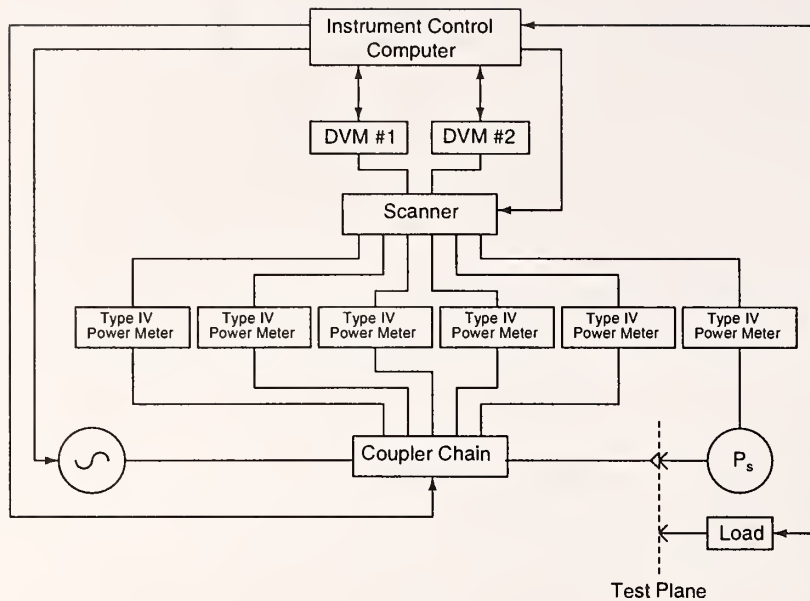 Instrument Control
Computer
DVM #1
DVM #2
Scanner
Type IV
Power Meter
Type IV
Power Meter
Type IV
Power Meter
Type IV
Power Meter
Type IV
Power Meter
Type IV
Power Meter
Coupler Chain
Ps
Load
Test Plane